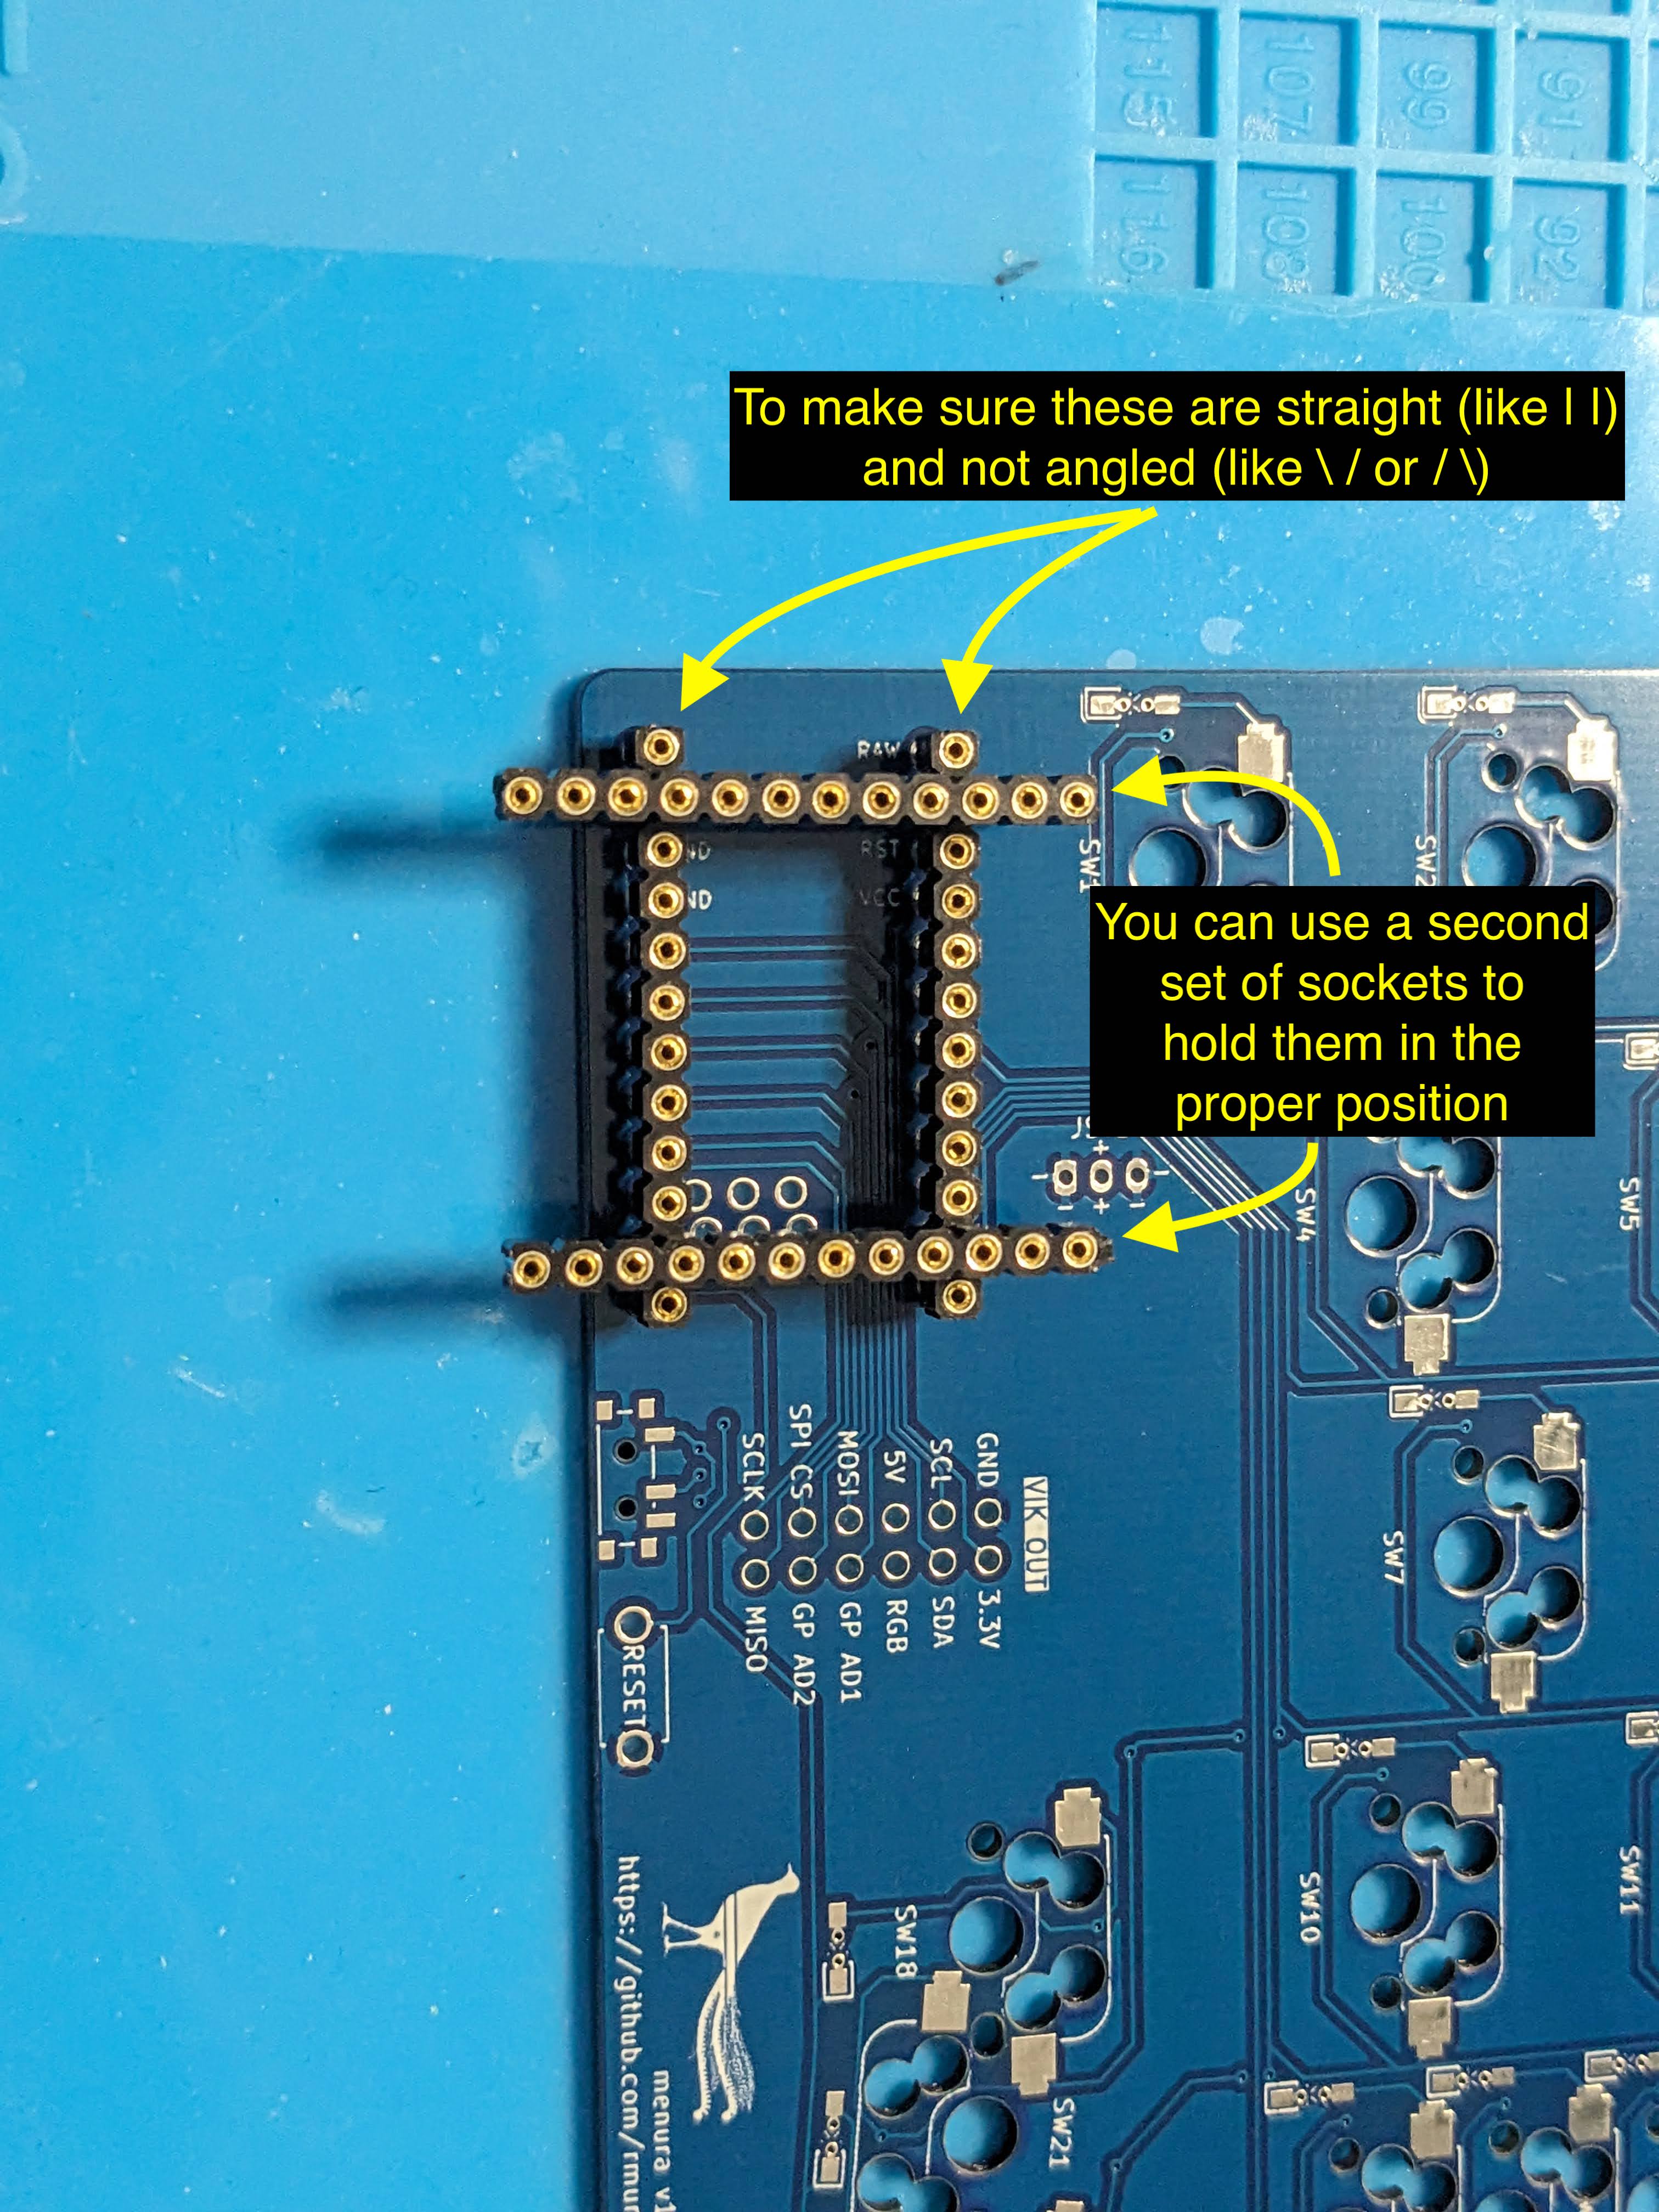 115 107 99 91
116 108 100 92
To make sure these are straight (like | |)
and not angled (like \ / or / \)
RAW
ND
RST
ND
VCC
SW1
SW2
You can use a second
set of sockets to
hold them in the
proper position
SW4
SW5
SCLK
SPI CS
MOSI
5V
SCL
GND
VIK OUT
MISO
GP AD2
GP AD1
RGB
SDA
3.3V
SW7
RESET
SW10
SW11
SW18
SW21
menura v1
https://github.com/rmun